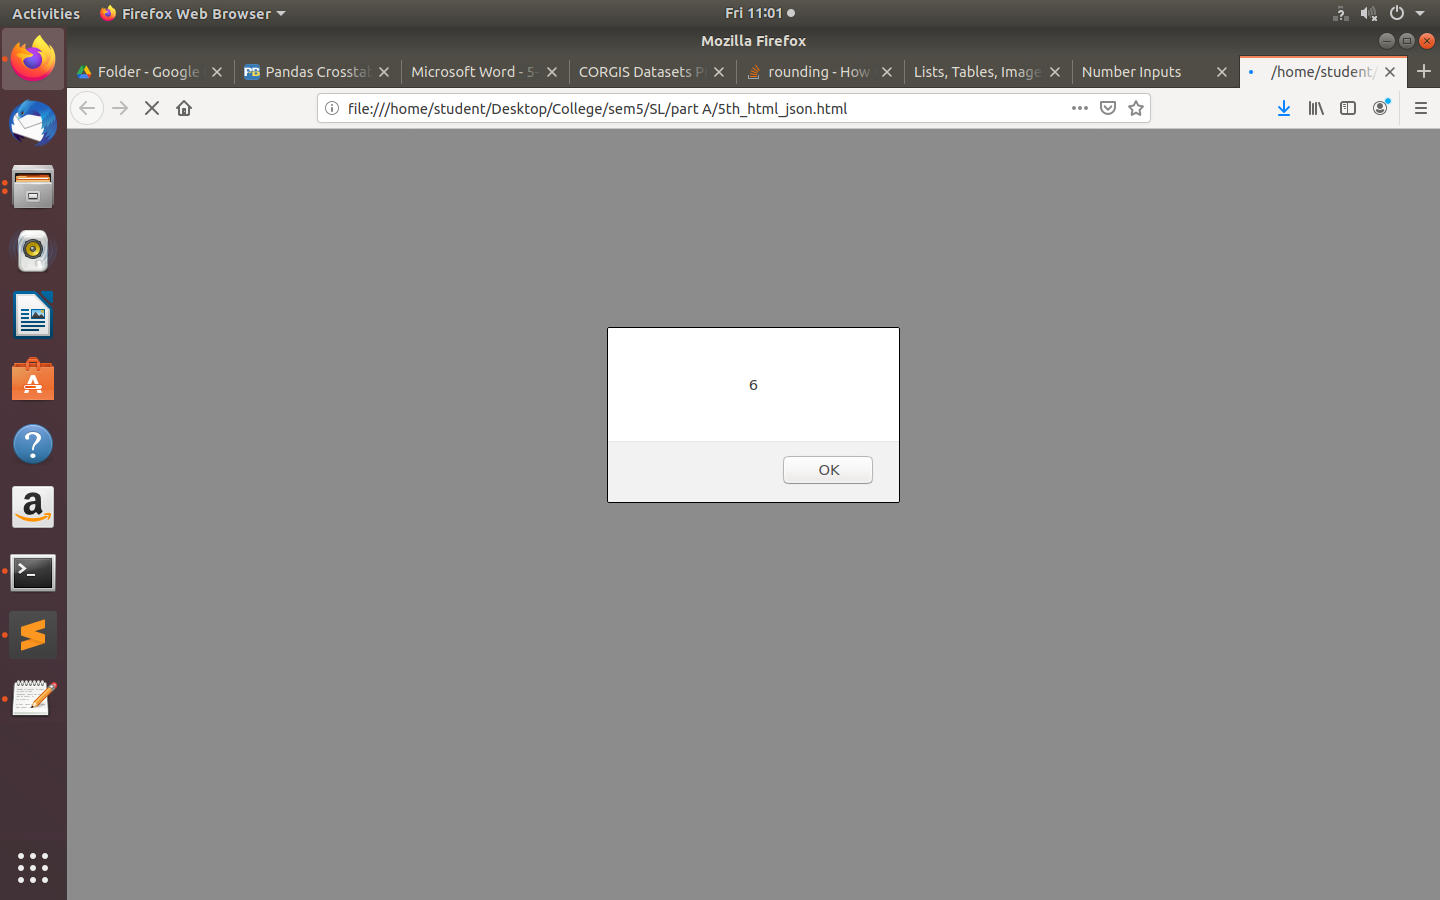 Activities Firefox Web Browser Fri 11:01
Mozilla Firefox
Folder - Google PB Pandas Crosstab Microsoft Word - 5- CORGIS Datasets P rounding - How Lists, Tables, Image Number Inputs /home/student/
file:///home/student/Desktop/College/sem5/SL/part A/5th_html_json.html
6
OK